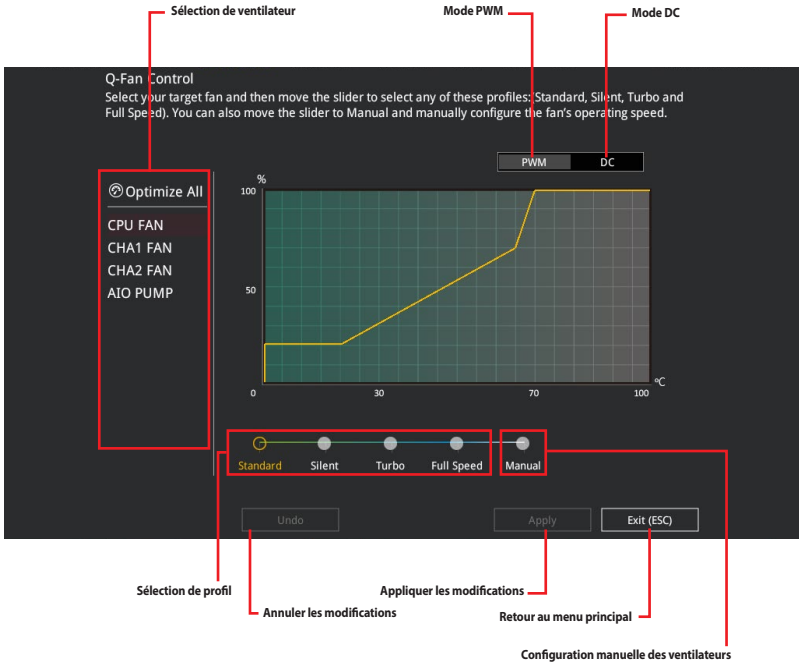 Sélection de ventilateur
Mode PWM
Mode DC
Q-Fan Control
Select your target fan and then move the slider to select any of these profiles:(Standard, Silent, Turbo and
Full Speed). You can also move the slider to Manual and manually configure the fan's operating speed.
PWM
DC
Optimize All
CPU FAN
CHA1 FAN
CHA2 FAN
AIO PUMP
%
100
50
0
30
70
100
ºC
Standard
Silent
Turbo
Full Speed
Manual
Undo
Apply
Exit (ESC)
Sélection de profil
Appliquer les modifications
Annuler les modifications
Retour au menu principal
Configuration manuelle des ventilateurs